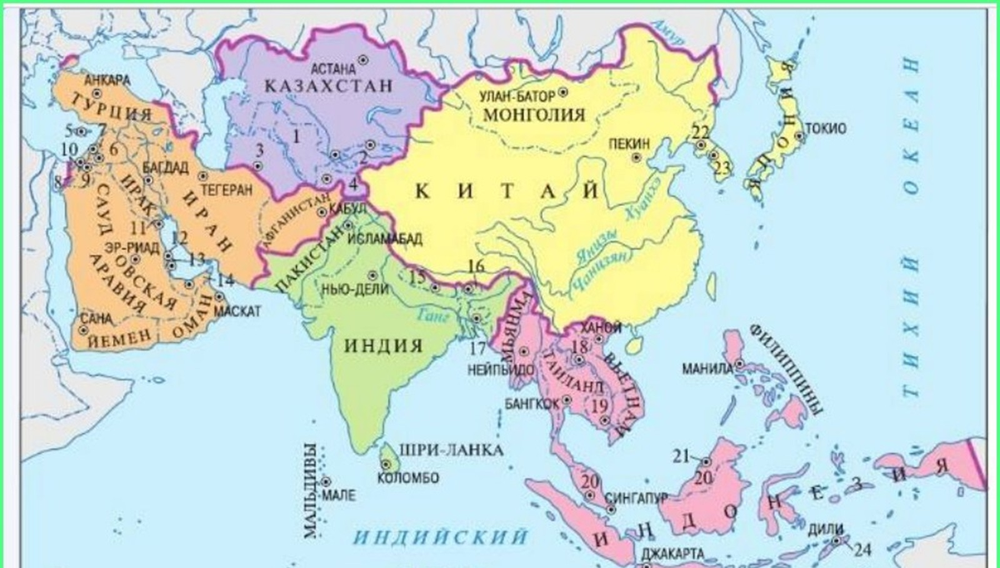 Амур
АСТАНА
КАЗАХСТАН
АНКАРА
ТУРЦИЯ
УЛАН-БАТОР
МОНГОЛИЯ
ЯПОНИЯ
ТОКИО
ТИХИЙ ОКЕАН
ПЕКИН
КИТАЙ
Хуанхэ
Янцзы
(Чанцзян)
1
2
3
4
5
6
7
8
9
10
БАГДАД
ИРАК
ТЕГЕРАН
ИРАН
АФГАНИСТАН
КАБУЛ
ИСЛАМАБАД
ПАКИСТАН
САУДОВСКАЯ
АРАВИЯ
ЭР-РИАД
11
12
13
14
ОМАН
МАСКАТ
САНА
ЙЕМЕН
НЬЮ-ДЕЛИ
Ганг
ИНДИЯ
15
16
17
МЬЯНМА
НЕЙПЬИДО
ХАНОЙ
18
ВЬЕТНАМ
ТАИЛАНД
БАНГКОК
19
22
23
МАНИЛА
ФИЛИППИНЫ
ШРИ-ЛАНКА
КОЛОМБО
МАЛЬДИВЫ
МАЛЕ
20
СИНГАПУР
21
20
ИНДОНЕЗИЯ
ДИЛИ
24
ДЖАКАРТА
ИНДИЙСКИЙ